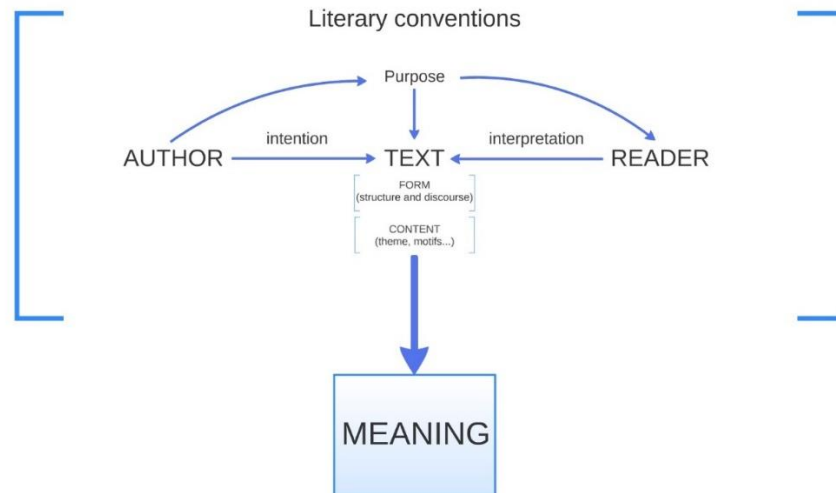 Literary conventions
Purpose
intention
interpretation
AUTHOR
TEXT
READER
FORM
(structure and discourse)
CONTENT
(theme, motifs...)
MEANING